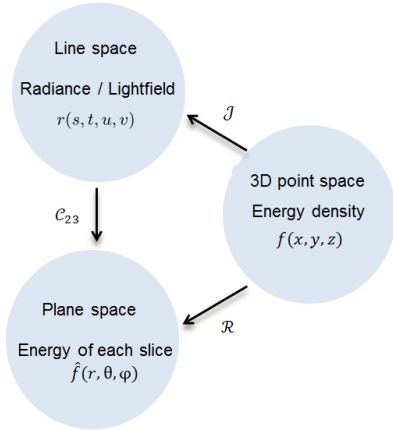 Line space
Radiance / Lightfield
r(s, t, u, v)
𝒥
3D point space
Energy density
f(x, y, z)
𝒞₂₃
Plane space
Energy of each slice
f̂(r, θ, φ)
ℛ